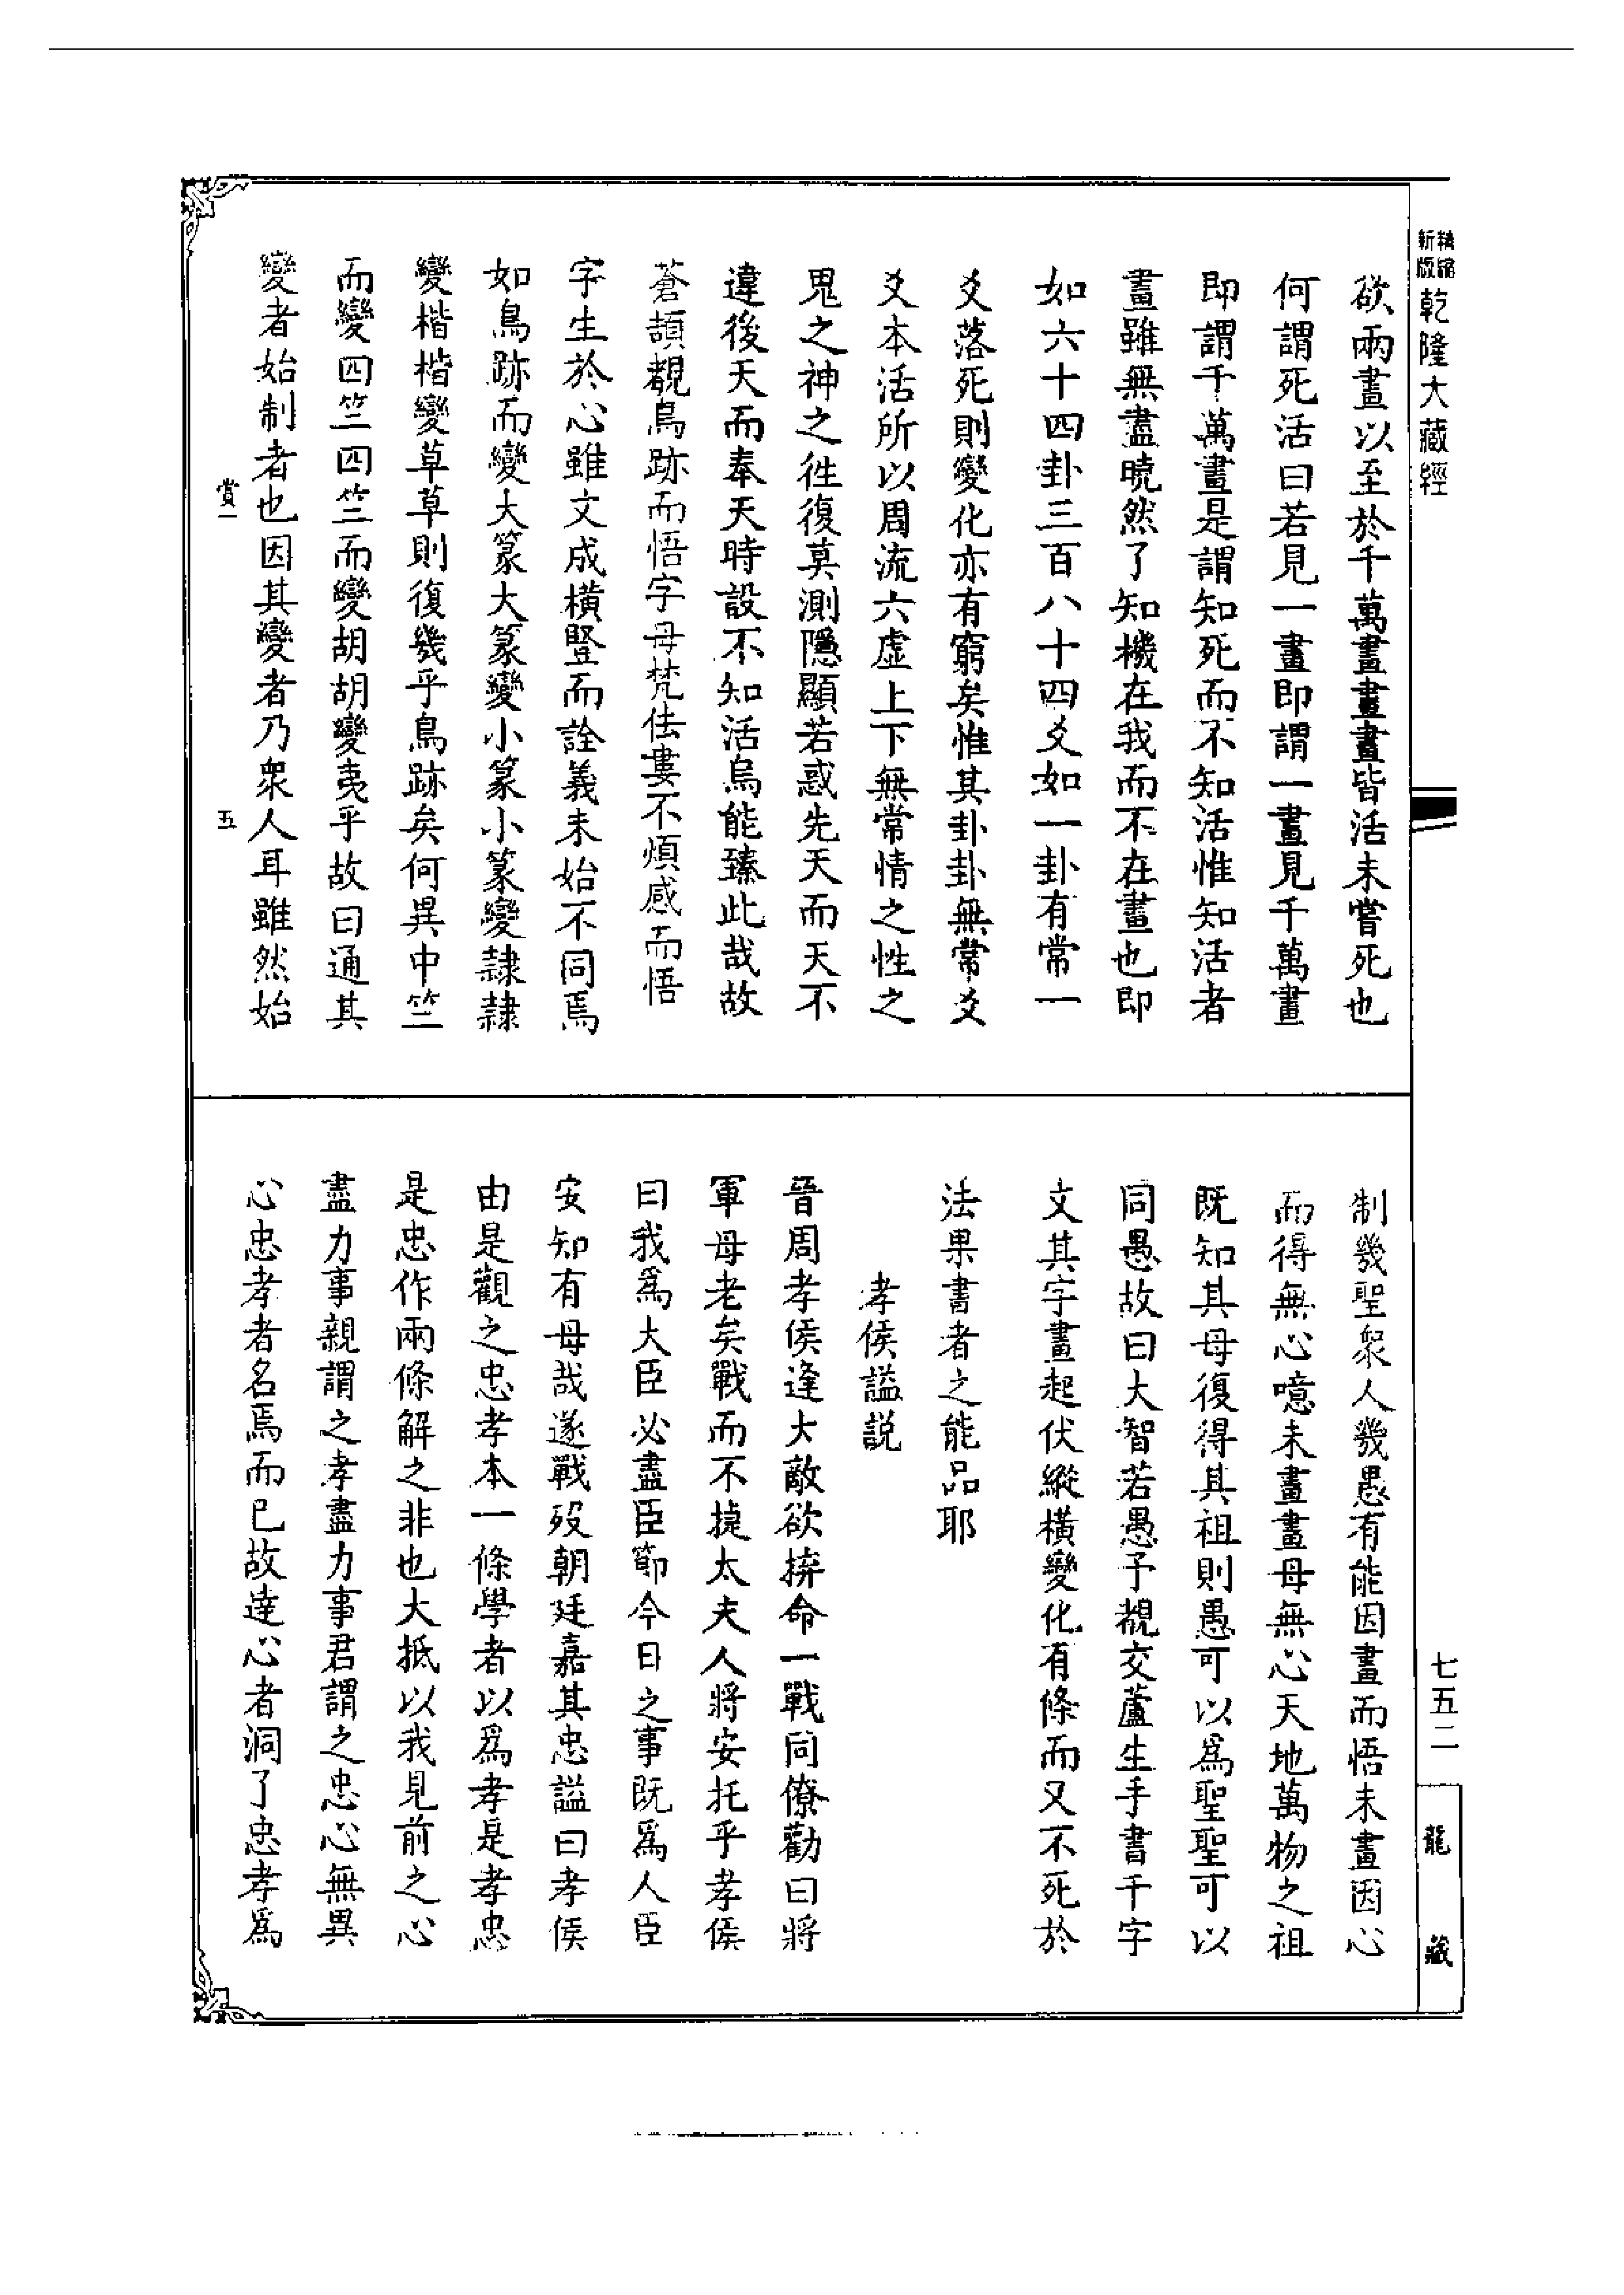 精縮新版乾隆大藏經
欲兩畫以至於千萬畫畫畫皆活未嘗死也
何謂死活曰若見一畫即謂一畫見千萬畫
即謂千萬畫是謂知死而不知活惟知活者
畫雖無盡曉然了知機在我而不在畫也即
如六十四卦三百八十四爻如一卦有常一
爻落死則變化亦有窮矣惟其卦卦無常爻
爻本活所以周流六虛上下無常情之性之
鬼之神之徃復莫測隱顯若惑先天而天不
違後天而奉天時設不知活烏能臻此哉故
蒼頡覩鳥跡而悟字母梵佉婁不煩感而悟
字生於心雖文成橫豎而詮義未始不同焉
如鳥跡而變大篆大篆變小篆小篆變隸隸
變楷楷變草草則復幾乎鳥跡矣何異中竺
而變四竺四竺而變胡胡變夷乎故曰通其
變者始制者也因其變者乃衆人耳雖然始
賞一
五
制幾聖衆人幾愚有能因畫而悟未畫因心
而得無心噫未畫畫母無心天地萬物之祖
既知其母復得其祖則愚可以為聖聖可以
同愚故曰大智若愚予覩交蘆生手書千字
文其字畫起伏縱橫變化有條而又不死於
法果書者之能品耶
孝侯謚説
晉周孝侯逢大敵欲拚命一戰同僚勸曰將
軍母老矣戰而不捷太夫人將安托乎孝侯
曰我爲大臣必盡臣節今日之事既爲人臣
安知有母哉遂戰歿朝廷嘉其忠謚曰孝侯
由是觀之忠孝本一條學者以爲孝是孝忠
是忠作兩條解之非也大抵以我見前之心
盡力事親謂之孝盡力事君謂之忠心無異
心忠孝者名焉而已故達心者洞了忠孝爲
七五二
龍藏